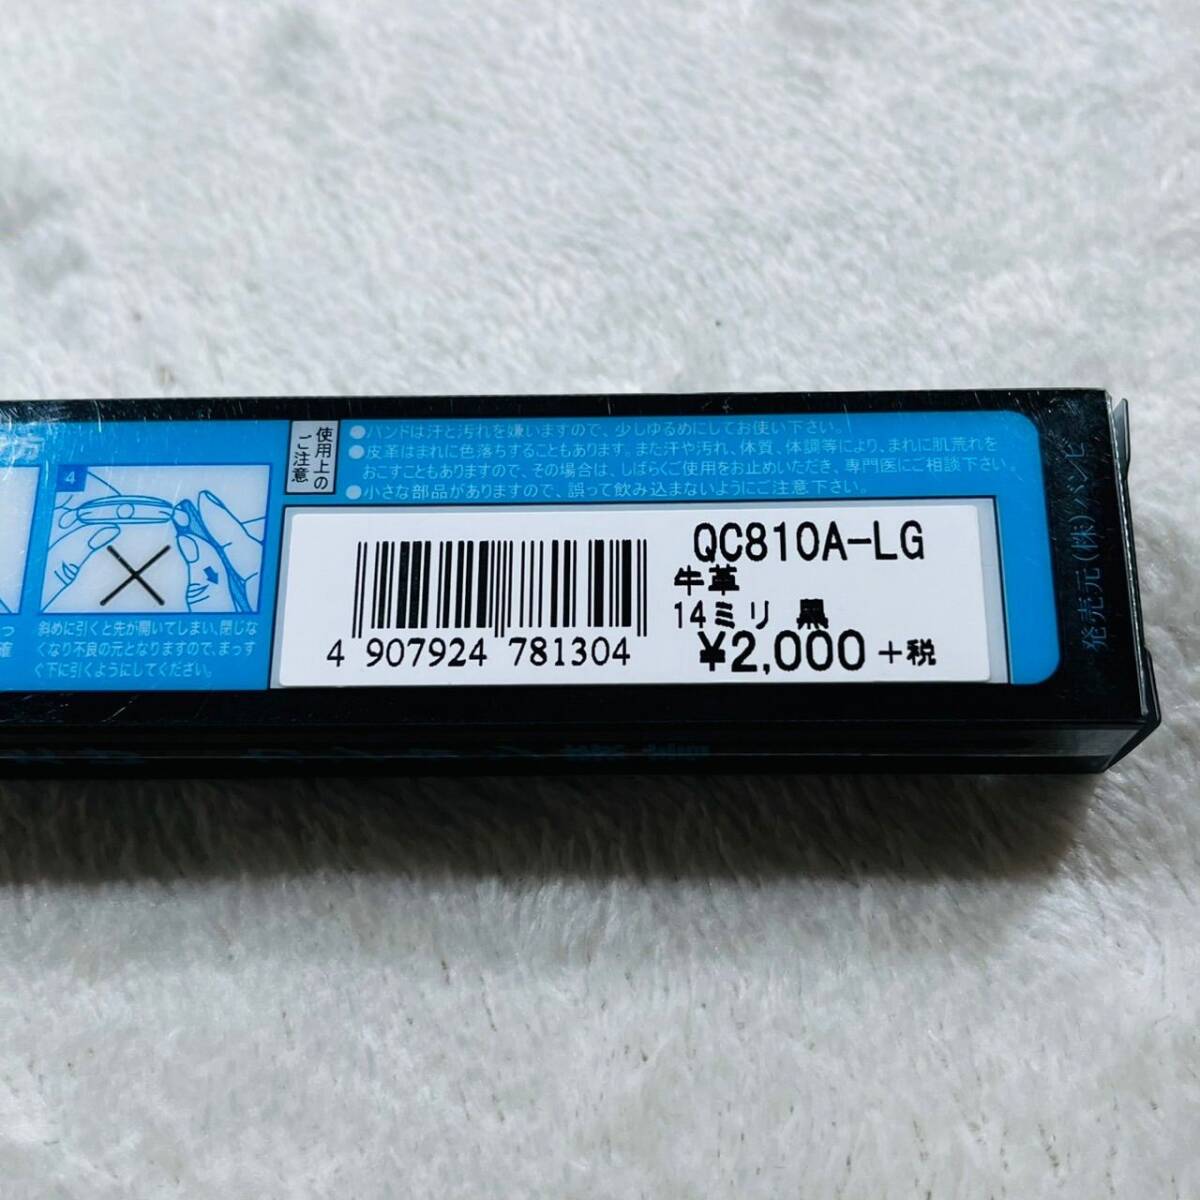 4
斜めに引くと先が開いてしまい、閉じな
くなり不良の元となりますので、まっす
ぐ下に引くようにしてください。
使用上の
ご注意
●バンドは汗と汚れを嫌いますので、少しゆるめにしてお使い下さい。
●皮革はまれに色落ちすることもあります。また汗や汚れ、体質、体調等により、まれに肌荒れを
おこすこともありますので、その場合は、しばらくご使用をお止めいただき、専門医にご相談下さい。
●小さな部品がありますので、誤って飲み込まないようにご注意下さい。
QC810A-LG
牛革
14ミリ 黒
¥2,000+税
4 907924 781304
発売元(株)バンビ